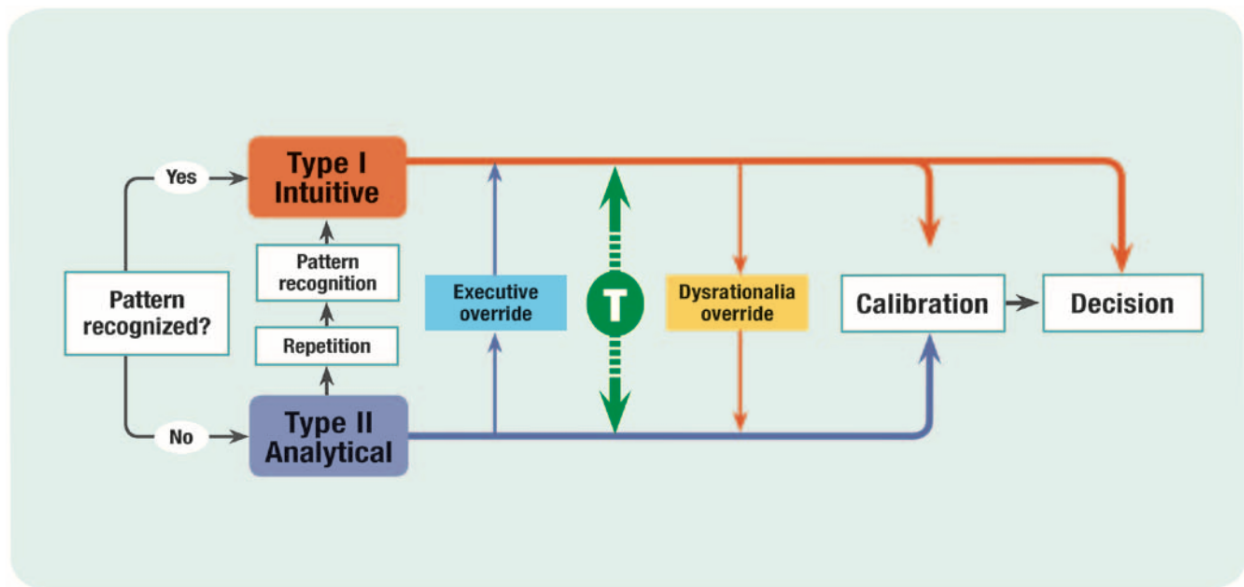 Yes
Type I
Intuitive
Pattern
recognition
Pattern
recognized?
Executive
override
T
Dysrationalia
override
Calibration
Decision
Repetition
Type II
Analytical
No